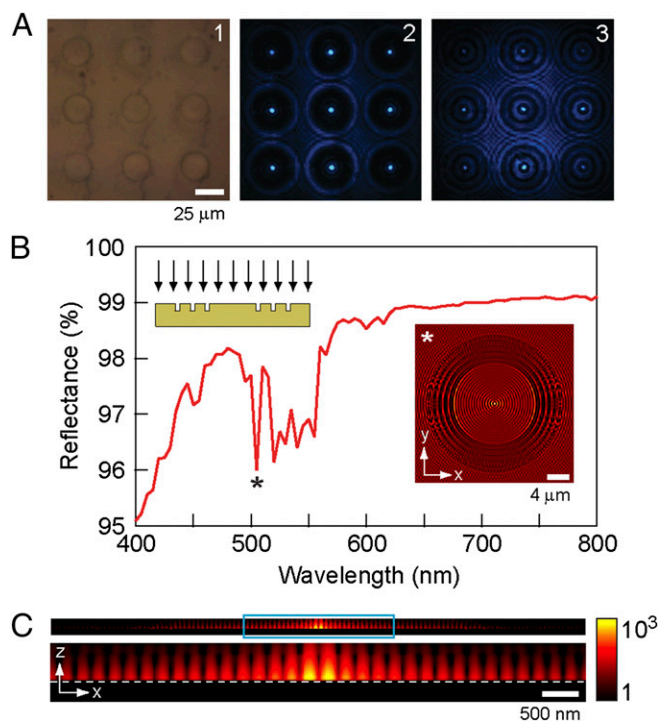 A
1
2
3
25 μm
B
100
99
98
97
96
95
Reflectance (%)
*
*
y
x
4 μm
400
500
600
700
800
Wavelength (nm)
C
z
x
10³
1
500 nm